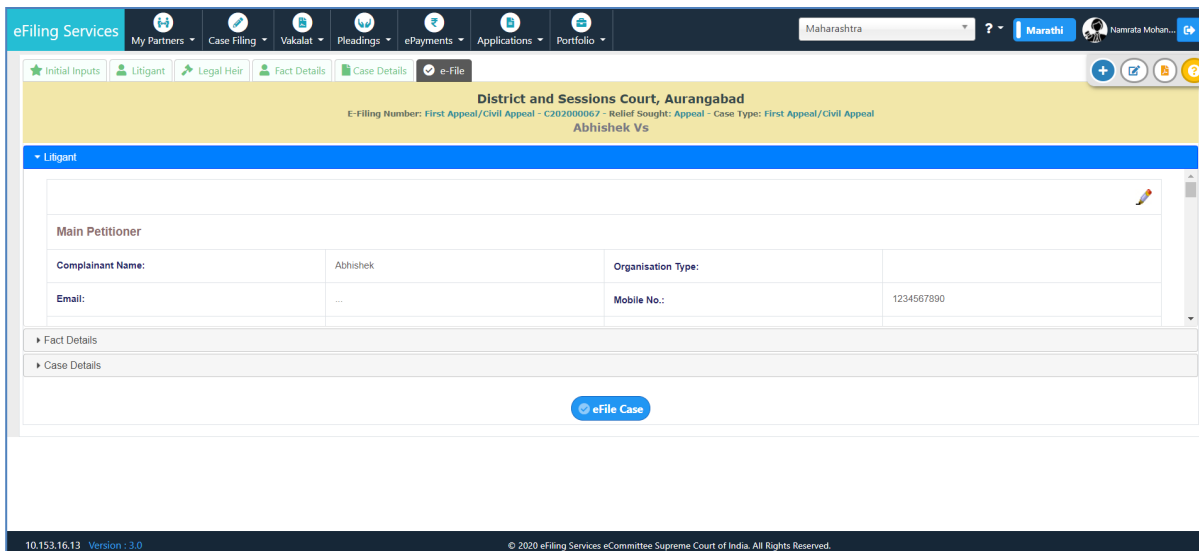 eFiling Services
My Partners Case Filing Vakalat Pleadings ePayments Applications Portfolio
Maharashtra
? Marathi Namrata Mohan...
Initial Inputs Litigant Legal Heir Fact Details Case Details e-File
District and Sessions Court, Aurangabad
E-Filing Number: First Appeal/Civil Appeal - C202000067 - Relief Sought: Appeal - Case Type: First Appeal/Civil Appeal
Abhishek Vs
Litigant
Main Petitioner
Complainant Name: Abhishek Organisation Type:
Email: ... Mobile No.: 1234567890
Fact Details
Case Details
eFile Case
10.153.16.13 Version : 3.0 © 2020 eFiling Services eCommittee Supreme Court of India. All Rights Reserved.